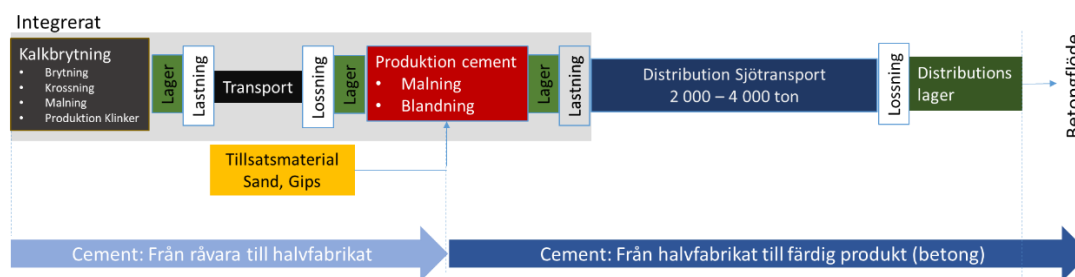 Integrerat
Kalkbrytning
• Brytning
• Krossning
• Malning
• Produktion Klinker
Lager
Lastning
Transport
Lossning
Lager
Produktion cement
• Malning
• Blandning
Lager
Lastning
Distribution Sjötransport
2 000 – 4 000 ton
Lossning
Distributions
lager
Betongflöde
Tillsatsmaterial
Sand, Gips
Cement: Från råvara till halvfabrikat
Cement: Från halvfabrikat till färdig produkt (betong)